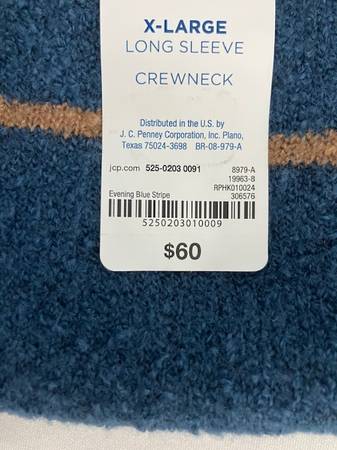 X-LARGE
LONG SLEEVE
CREWNECK
Distributed in the U.S. by
J. C. Penney Corporation, Inc. Plano,
Texas 75024-3698 BR-08-979-A
jcp.com 525-0203 0091 8979-A
19963-8
RPHK010024
Evening Blue Stripe 306576
5250203010009
$60